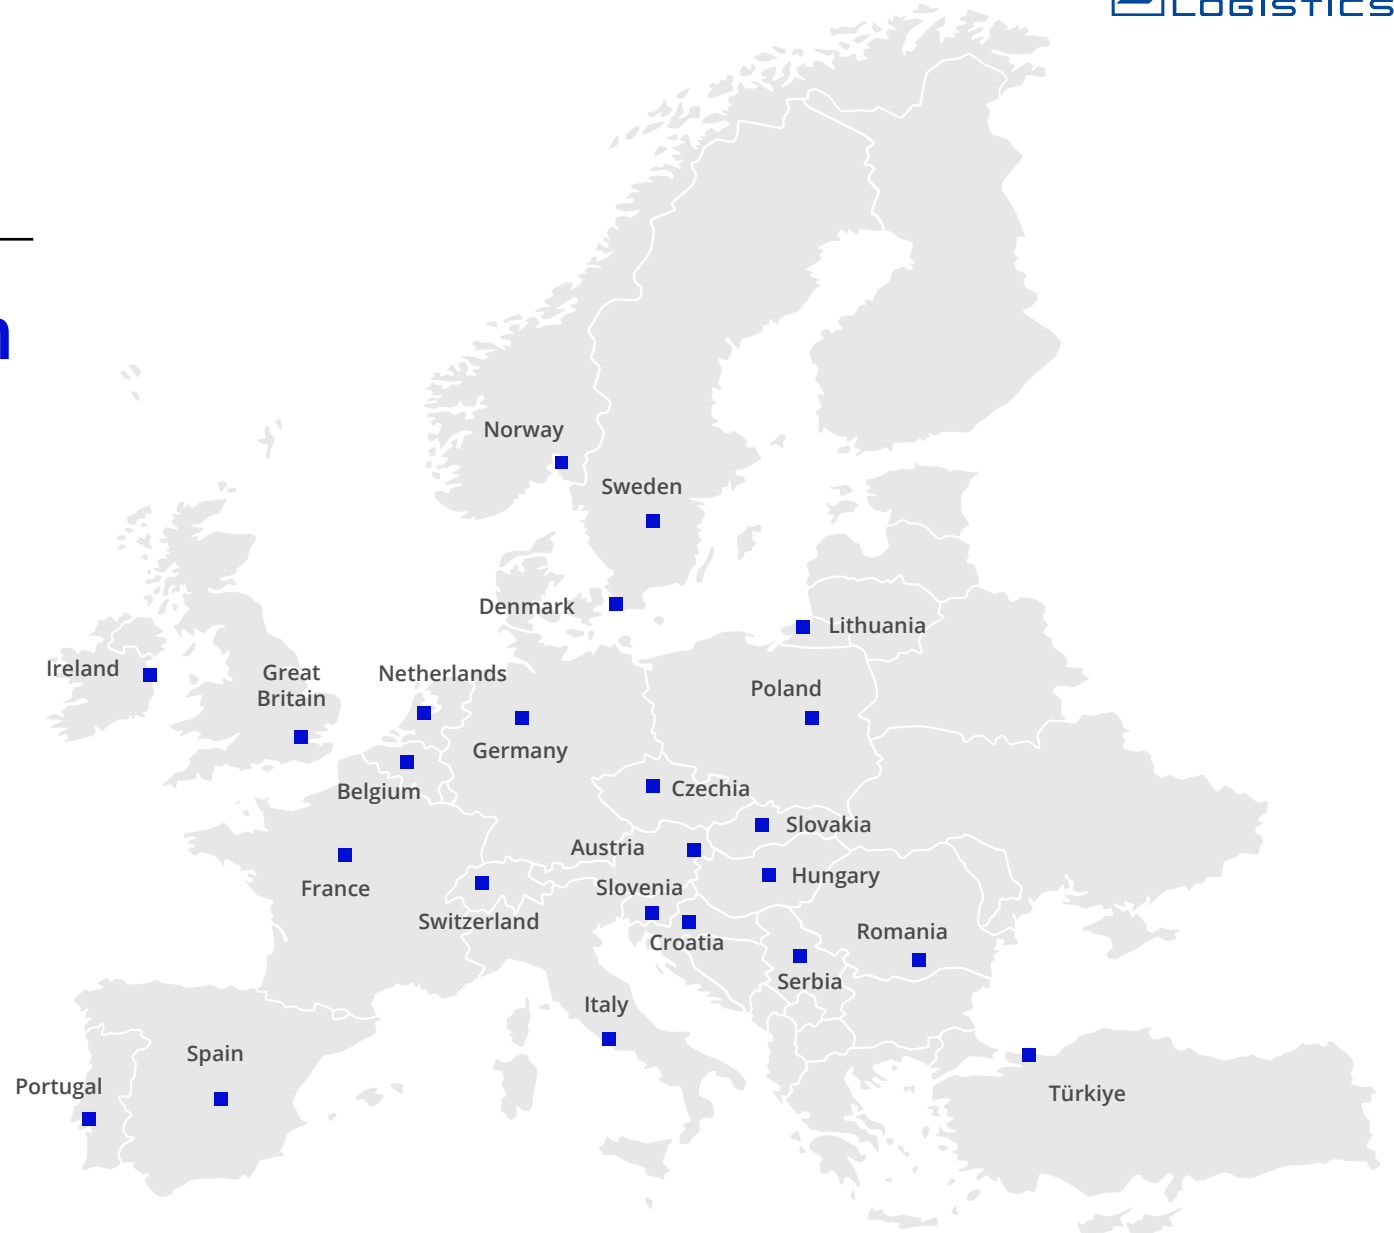 LOGISTICS
Norway
Sweden
Denmark
Lithuania
Ireland
Great
Britain
Netherlands
Poland
Germany
Belgium
Czechia
Slovakia
Austria
Hungary
France
Slovenia
Switzerland
Croatia
Romania
Serbia
Italy
Spain
Portugal
Türkiye